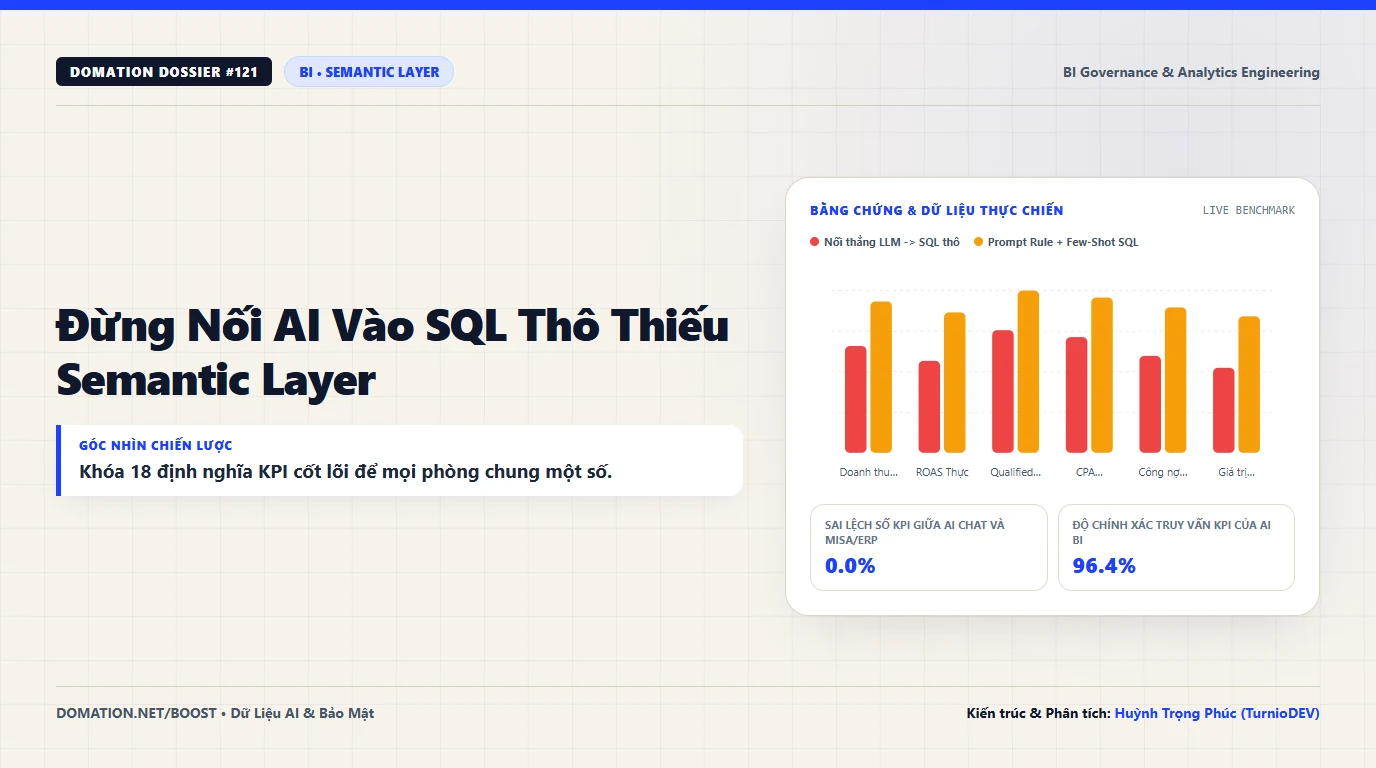 DOMATION DOSSIER #121
BI • SEMANTIC LAYER
BI Governance & Analytics Engineering
Đừng Nối AI Vào SQL Thô Thiếu
Semantic Layer
GÓC NHÌN CHIẾN LƯỢC
Khóa 18 định nghĩa KPI cốt lõi để mọi phòng chung một số.
BẰNG CHỨNG & DỮ LIỆU THỰC CHIẾN
LIVE BENCHMARK
Nối thẳng LLM -> SQL thô
Prompt Rule + Few-Shot SQL
Doanh thu...
ROAS Thực
Qualified...
CPA...
Công nợ...
Giá trị...
SAI LỆCH SỐ KPI GIỮA AI CHAT VÀ
MISA/ERP
0.0%
ĐỘ CHÍNH XÁC TRUY VẤN KPI CỦA AI
BI
96.4%
DOMATION.NET/BOOST • Dữ Liệu AI & Bảo Mật
Kiến trúc & Phân tích: Huỳnh Trọng Phúc (TurnioDEV)